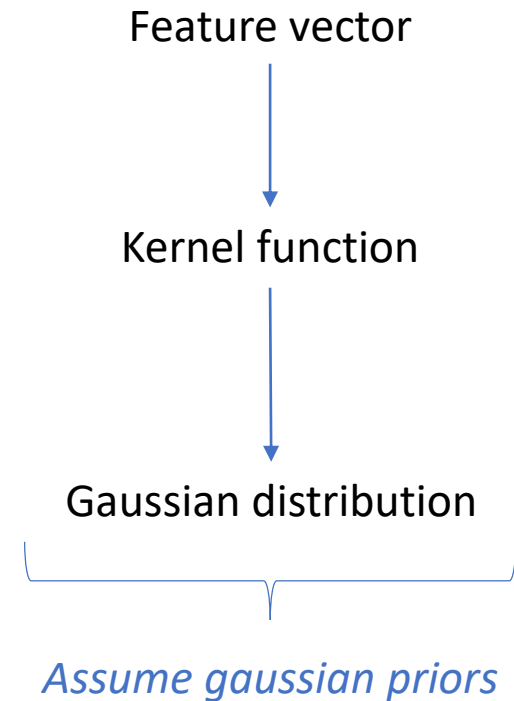 Feature vector
Kernel function
Gaussian distribution
Assume gaussian priors